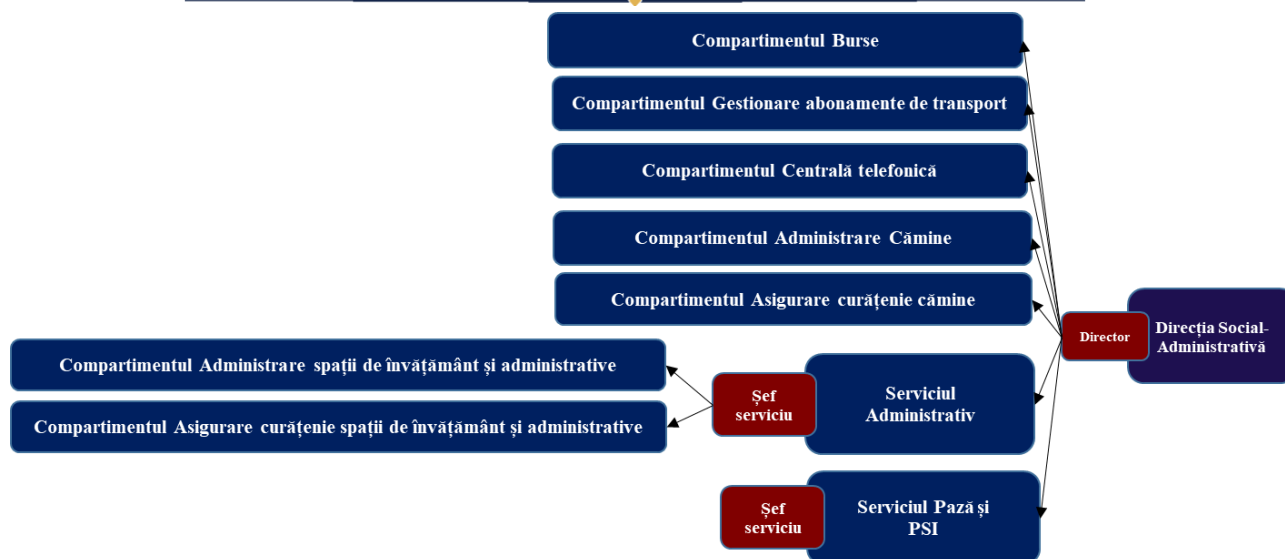 Compartimentul Burse
Compartimentul Gestionare abonamente de transport
Compartimentul Centrală telefonică
Compartimentul Administrare Cămine
Compartimentul Asigurare curățenie cămine
Director
Direcția Social-
Administrativă
Compartimentul Administrare spații de învățământ și administrative
Compartimentul Asigurare curățenie spații de învățământ și administrative
Șef
serviciu
Serviciul
Administrativ
Șef
serviciu
Serviciul Pază și
PSI